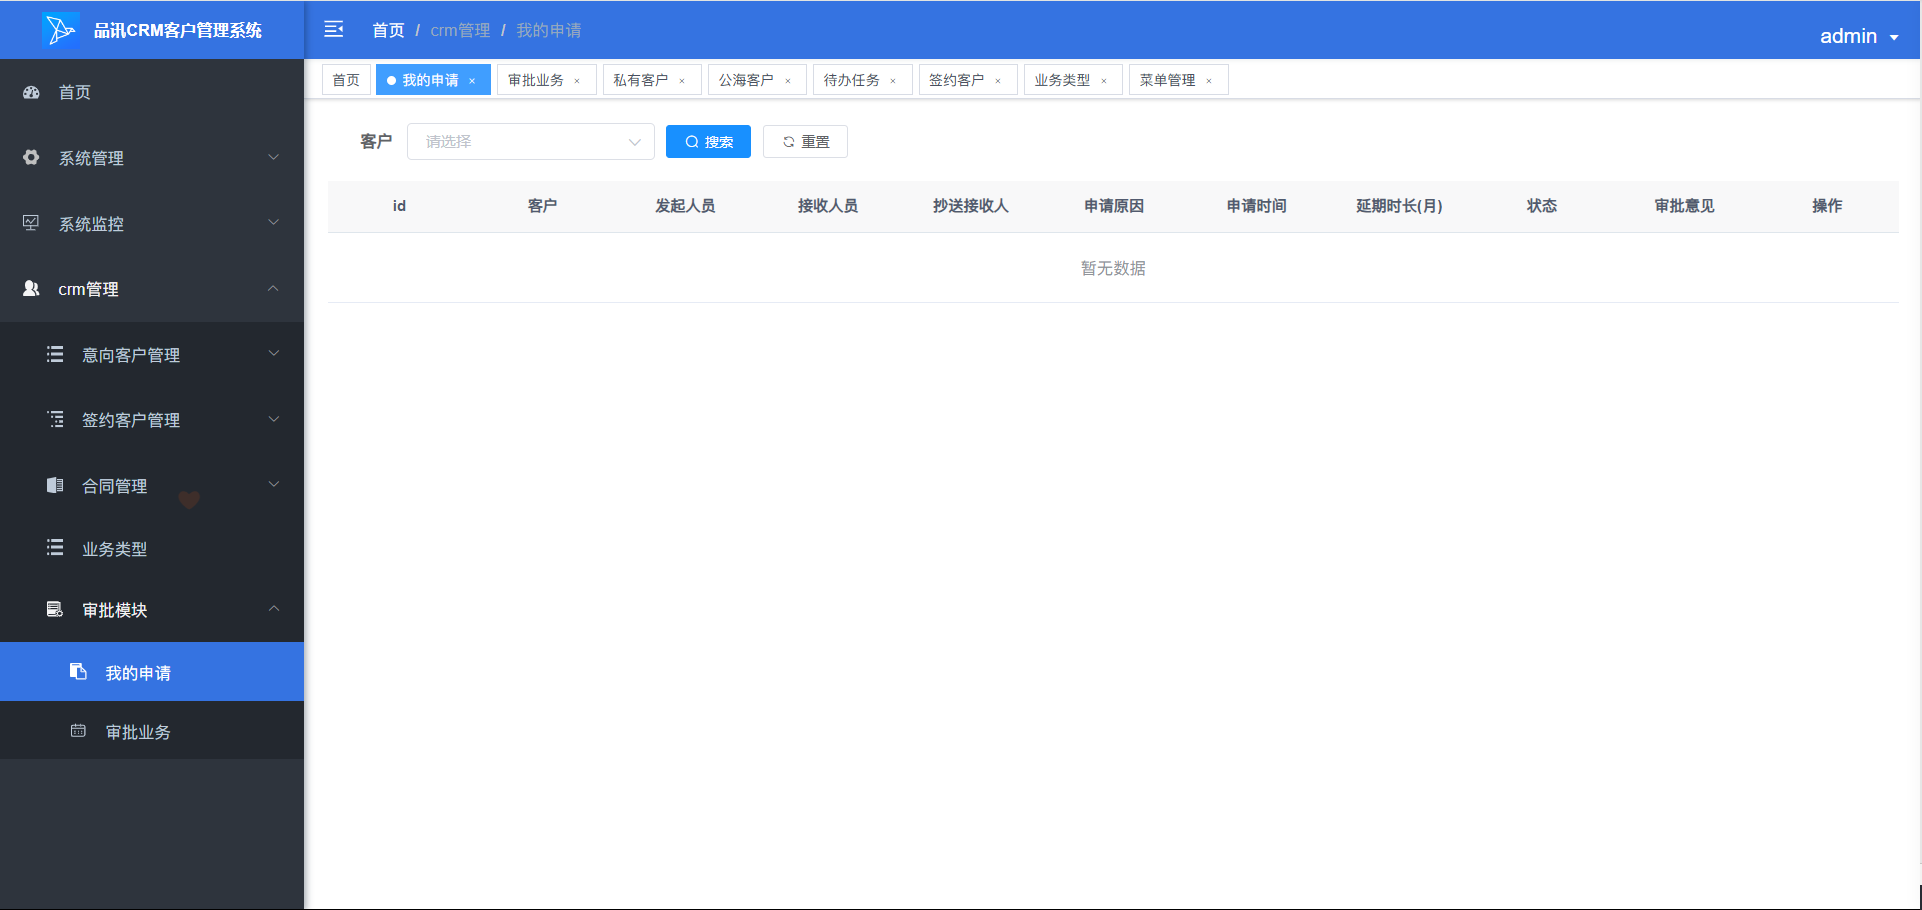 品讯CRM客户管理系统
首页 / crm管理 / 我的申请
admin
首页
我的申请 ×
审批业务 ×
私有客户 ×
公海客户 ×
待办任务 ×
签约客户 ×
业务类型 ×
菜单管理 ×
首页
系统管理
系统监控
crm管理
意向客户管理
签约客户管理
合同管理
业务类型
审批模块
我的申请
审批业务
客户 请选择 搜索 重置
id 客户 发起人员 接收人员 抄送接收人 申请原因 申请时间 延期时长(月) 状态 审批意见 操作
暂无数据